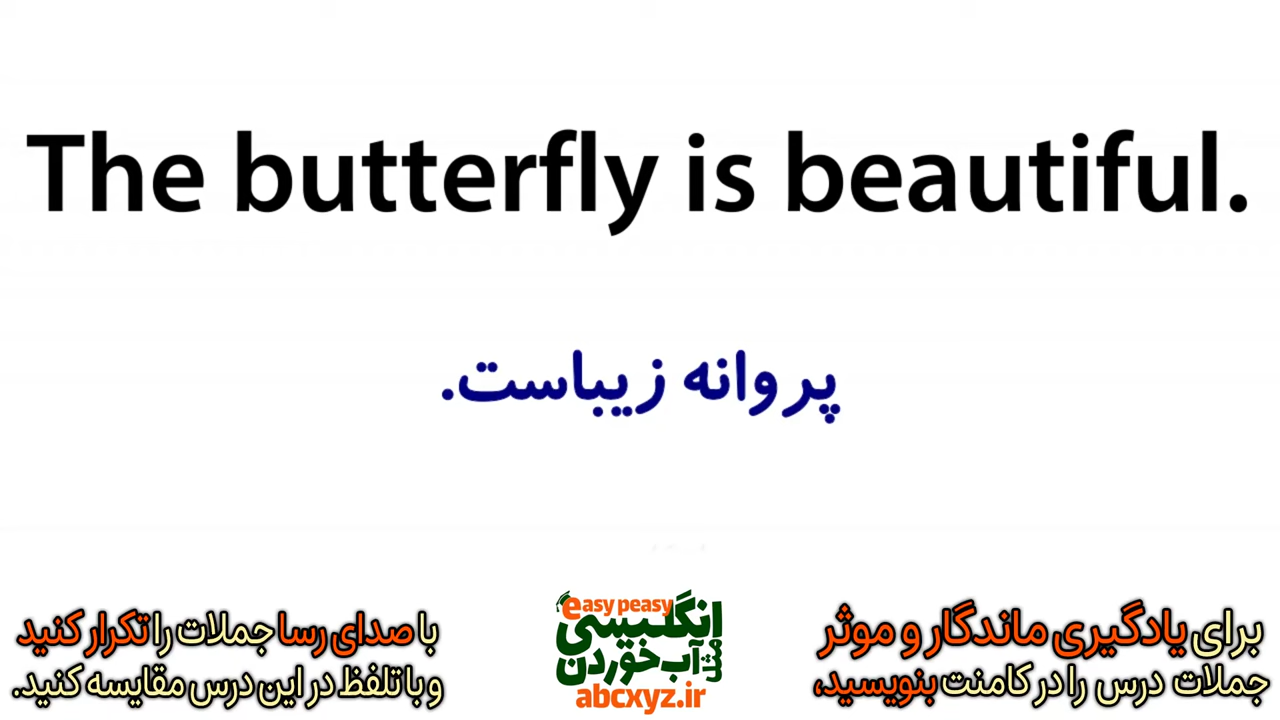 The butterfly is beautiful.
پروانه زیباست.
برای یادگیری ماندگار و موثر
جملات درس را در کامنت بنویسید،
با صدای رسا جملات را تکرار کنید
و با تلفظ در این درس مقایسه کنید.
easy peasy
انگلیسی
مثل آب خوردن
abcxyz.ir